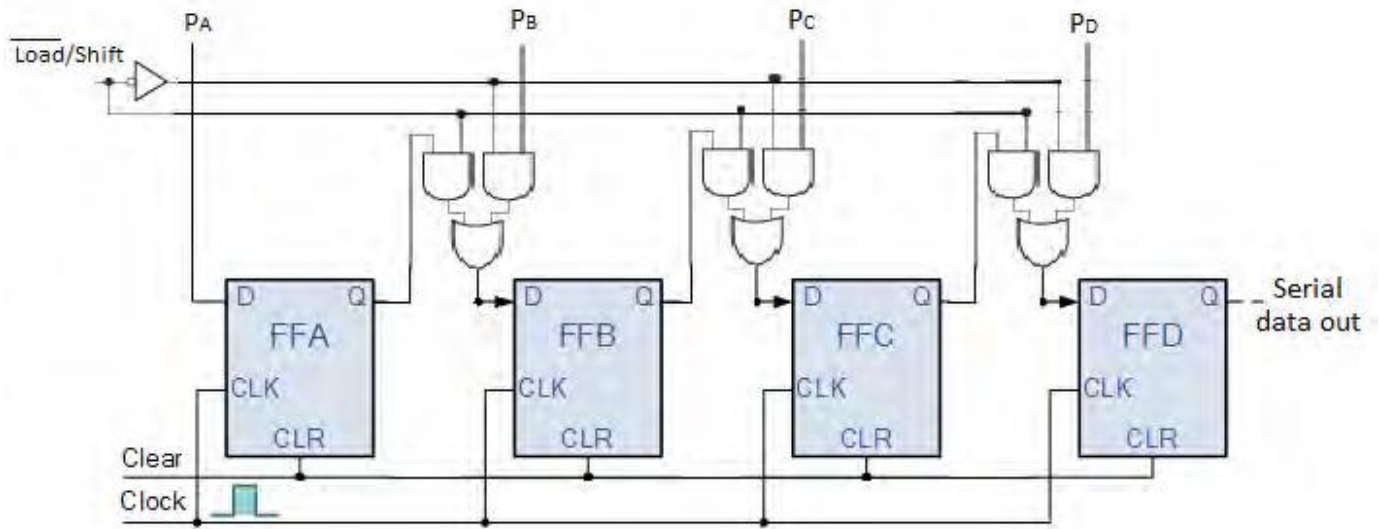 PA PB PC PD
Load/Shift
D Q D Q D Q D Q
Serial
data out
FFA FFB FFC FFD
CLK CLK CLK CLK
CLR CLR CLR CLR
Clear
Clock